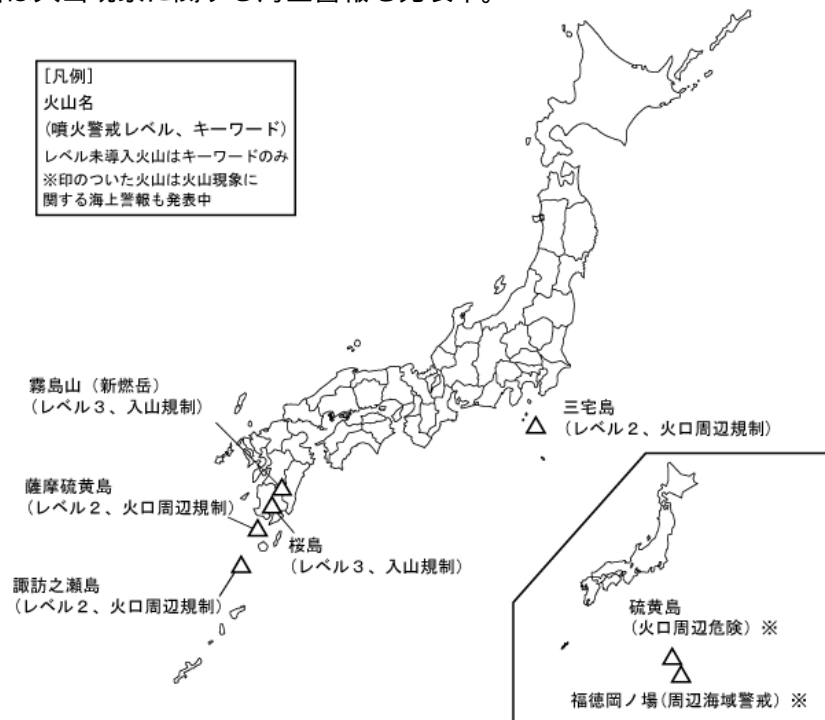 に関する海上警報も発表中。
[凡例]
火山名
(噴火警戒レベル、キーワード)
レベル未導入火山はキーワードのみ
※印のついた火山は火山現象に
関する海上警報も発表中
霧島山（新燃岳）
（レベル３、入山規制）
三宅島
（レベル２、火口周辺規制）
薩摩硫黄島
（レベル２、火口周辺規制）
桜島
（レベル３、入山規制）
諏訪之瀬島
（レベル２、火口周辺規制）
硫黄島
（火口周辺危険）※
福徳岡ノ場(周辺海域警戒）※